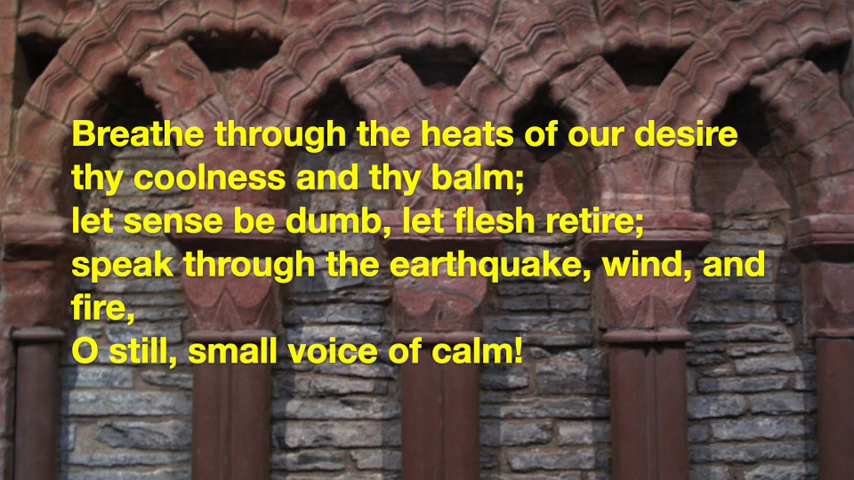 Breathe through the heats of our desire
thy coolness and thy balm;
let sense be dumb, let flesh retire;
speak through the earthquake, wind, and
fire,
O still, small voice of calm!